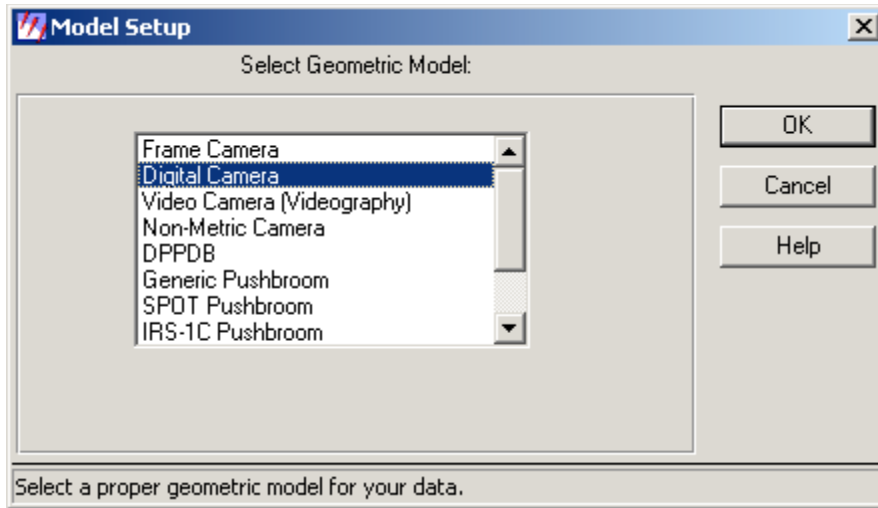 Model Setup
Select Geometric Model:
Frame Camera
Digital Camera
Video Camera (Videography)
Non-Metric Camera
DPPDB
Generic Pushbroom
SPOT Pushbroom
IRS-1C Pushbroom
OK
Cancel
Help
Select a proper geometric model for your data.